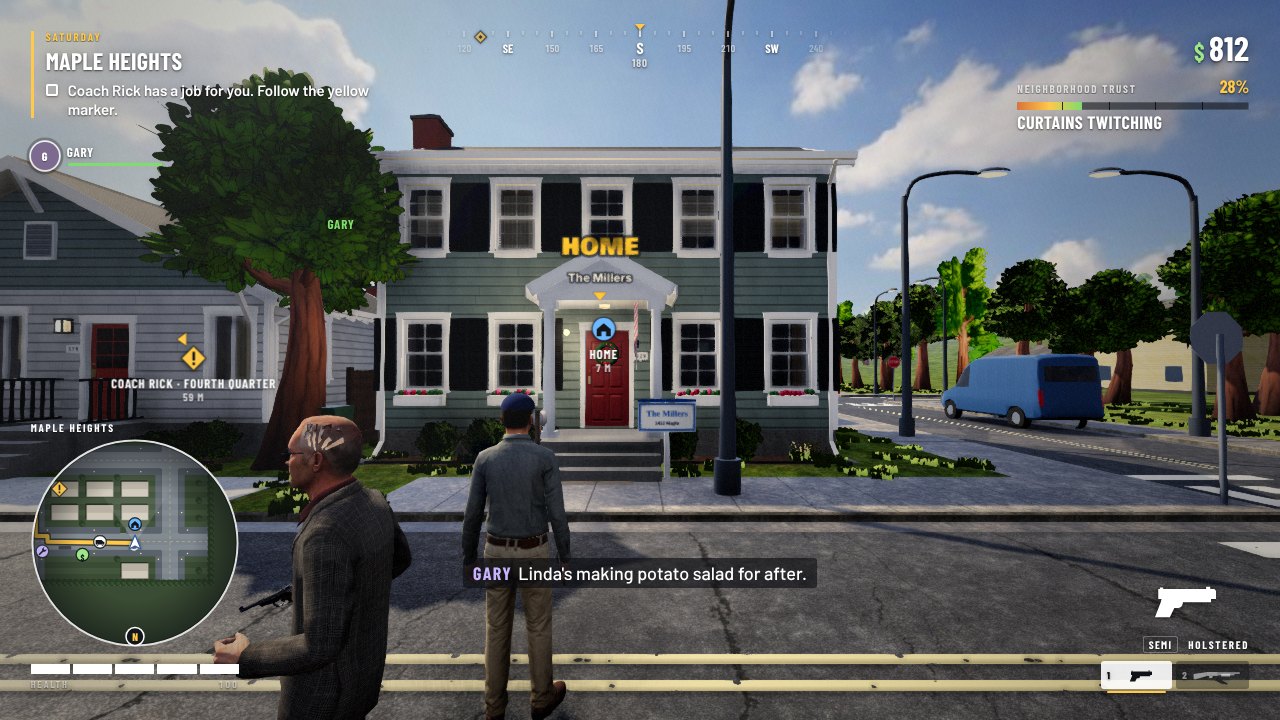 SATURDAY
MAPLE HEIGHTS
Coach Rick has a job for you. Follow the yellow
marker.
G
GARY
120 SE 150 165 S 195 210 SW 240
180
$812
NEIGHBORHOOD TRUST 28%
CURTAINS TWITCHING
GARY
HOME
The Millers
HOME
7 M
COACH RICK · FOURTH QUARTER
59 M
The Millers
MAPLE HEIGHTS
N
GARY Linda's making potato salad for after.
SEMI HOLSTERED
1 2
HEALTH 100